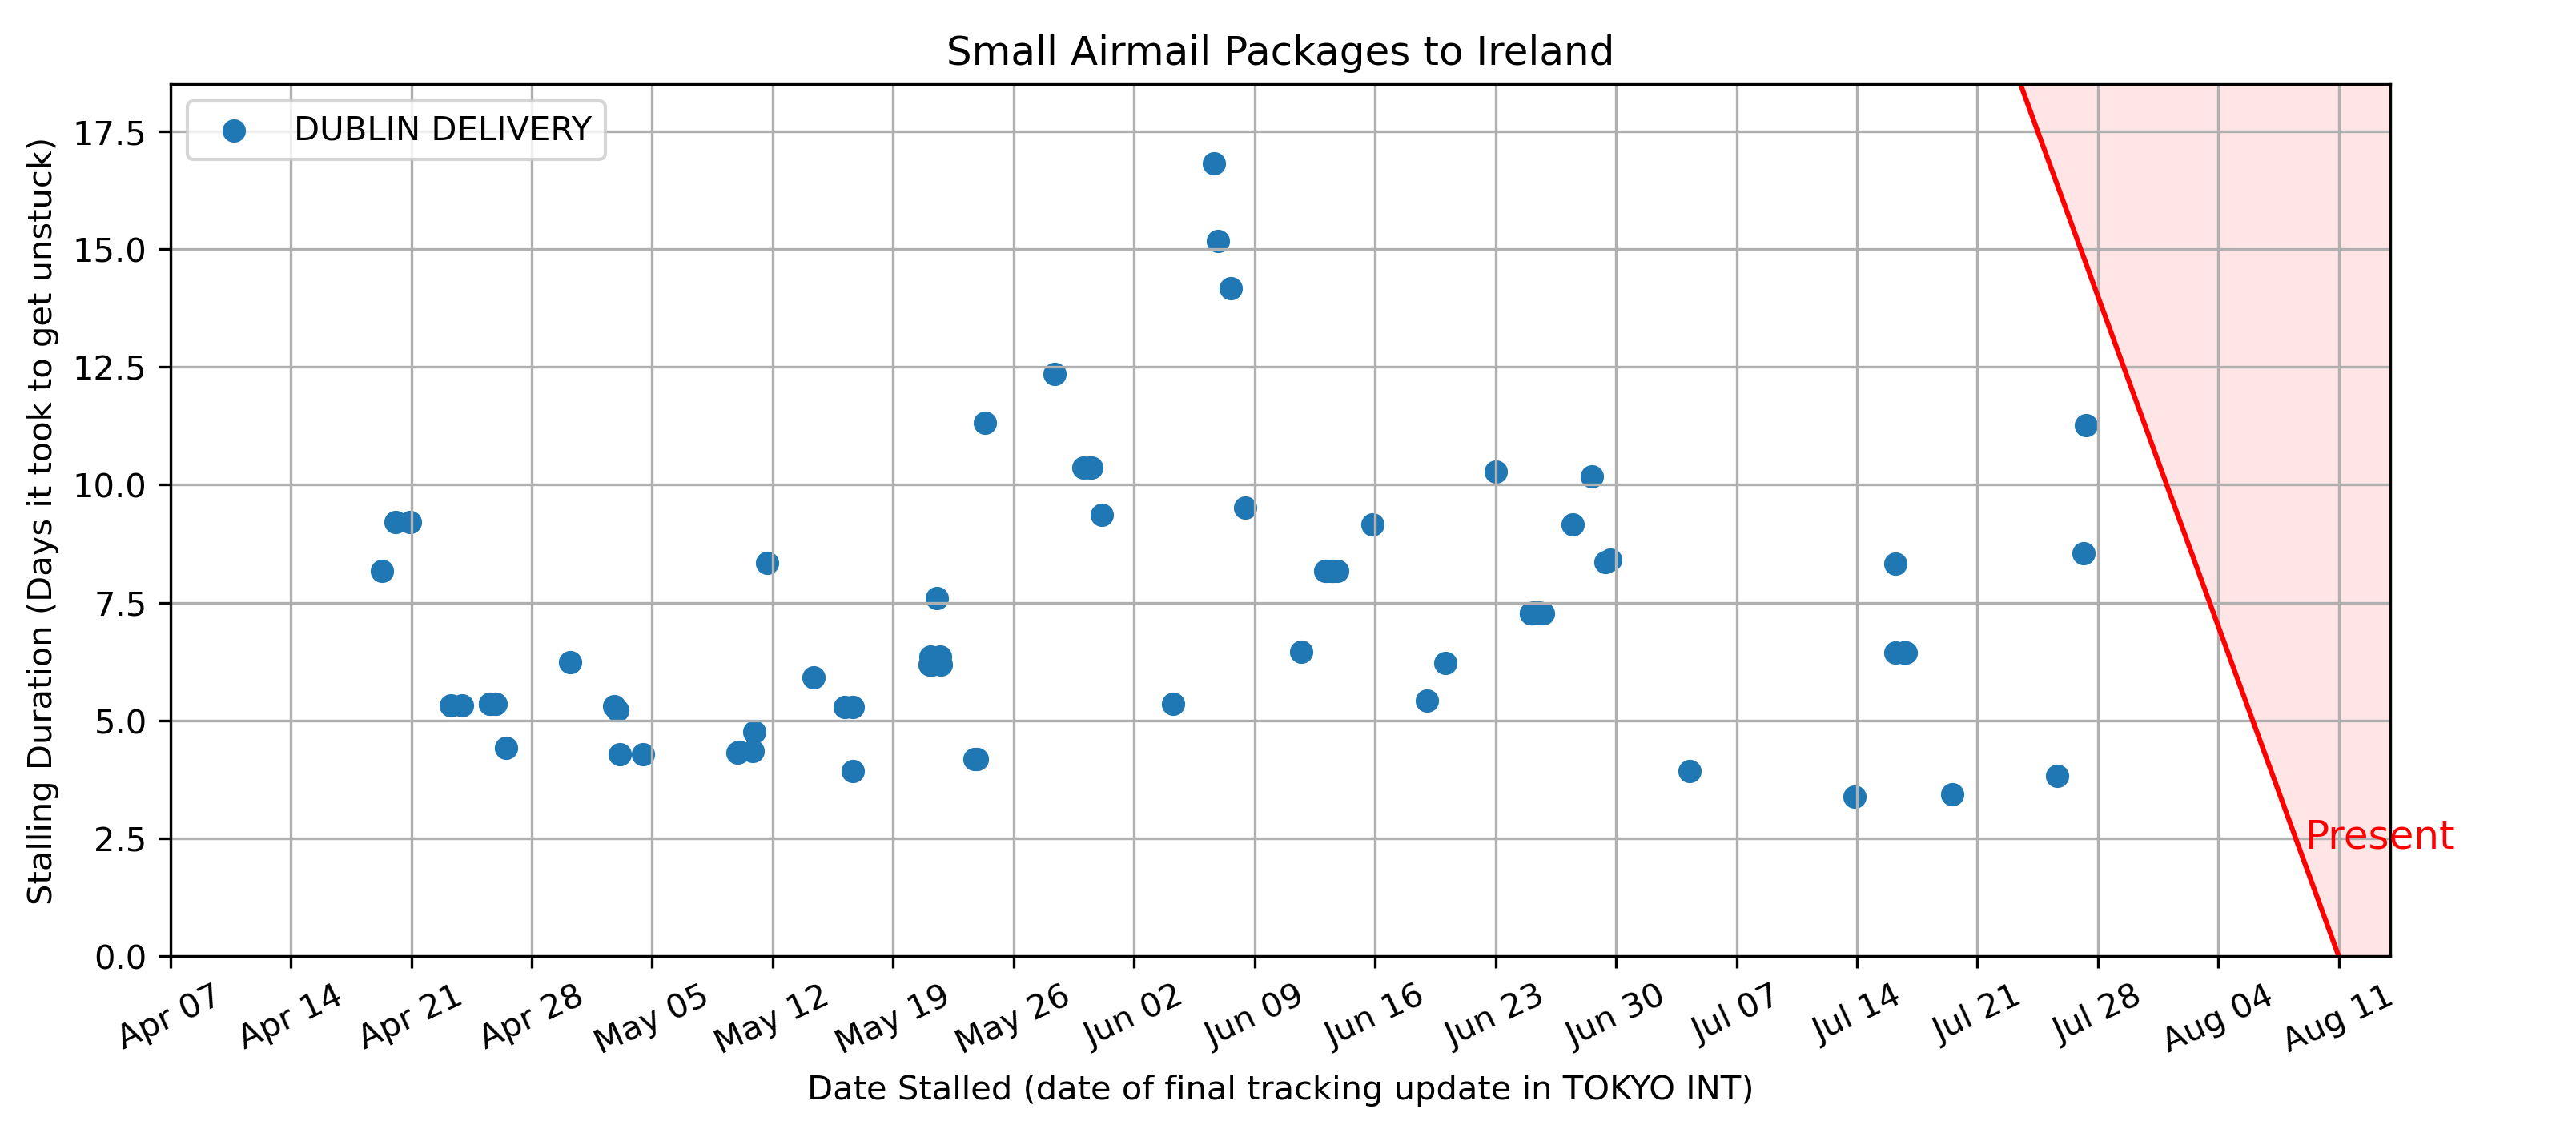 Small Airmail Packages to Ireland
DUBLIN DELIVERY
Stalling Duration (Days it took to get unstuck)
17.5
15.0
12.5
10.0
7.5
5.0
2.5
0.0
Present
Apr 07
Apr 14
Apr 21
Apr 28
May 05
May 12
May 19
May 26
Jun 02
Jun 09
Jun 16
Jun 23
Jun 30
Jul 07
Jul 14
Jul 21
Jul 28
Aug 04
Aug 11
Date Stalled (date of final tracking update in TOKYO INT)